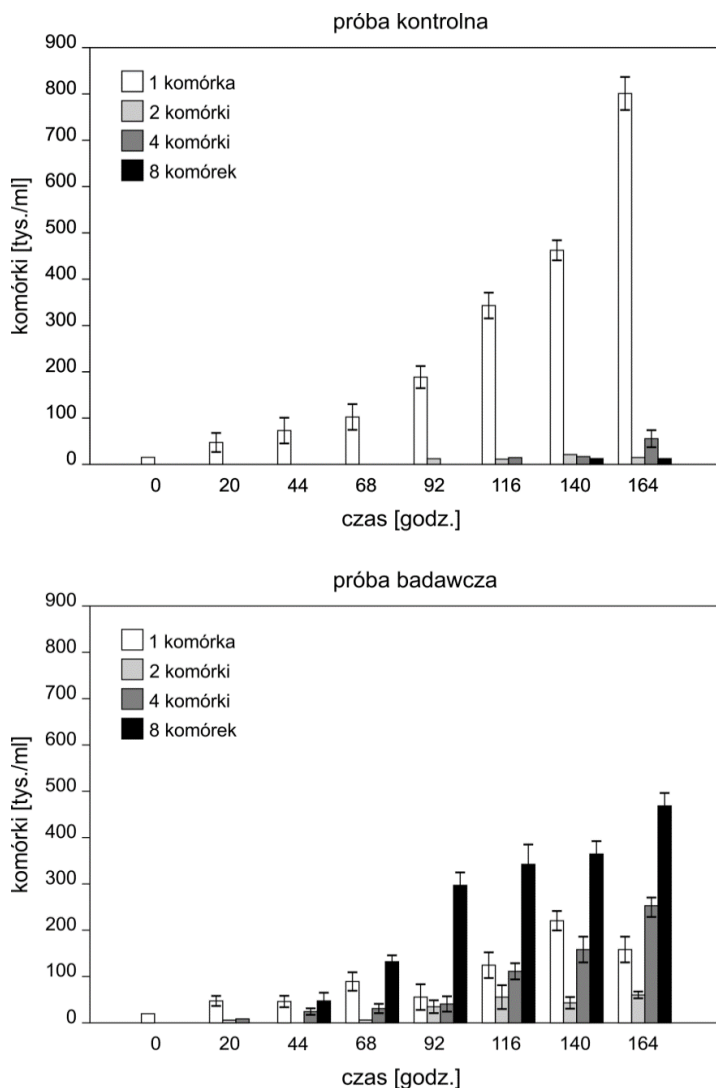 próba kontrolna
900
800
700
600
500
400
300
200
100
0
komórki [tys./ml]
1 komórka
2 komórki
4 komórki
8 komórek
0 20 44 68 92 116 140 164
czas [godz.]
próba badawcza
900
800
700
600
500
400
300
200
100
0
komórki [tys./ml]
1 komórka
2 komórki
4 komórki
8 komórek
0 20 44 68 92 116 140 164
czas [godz.]